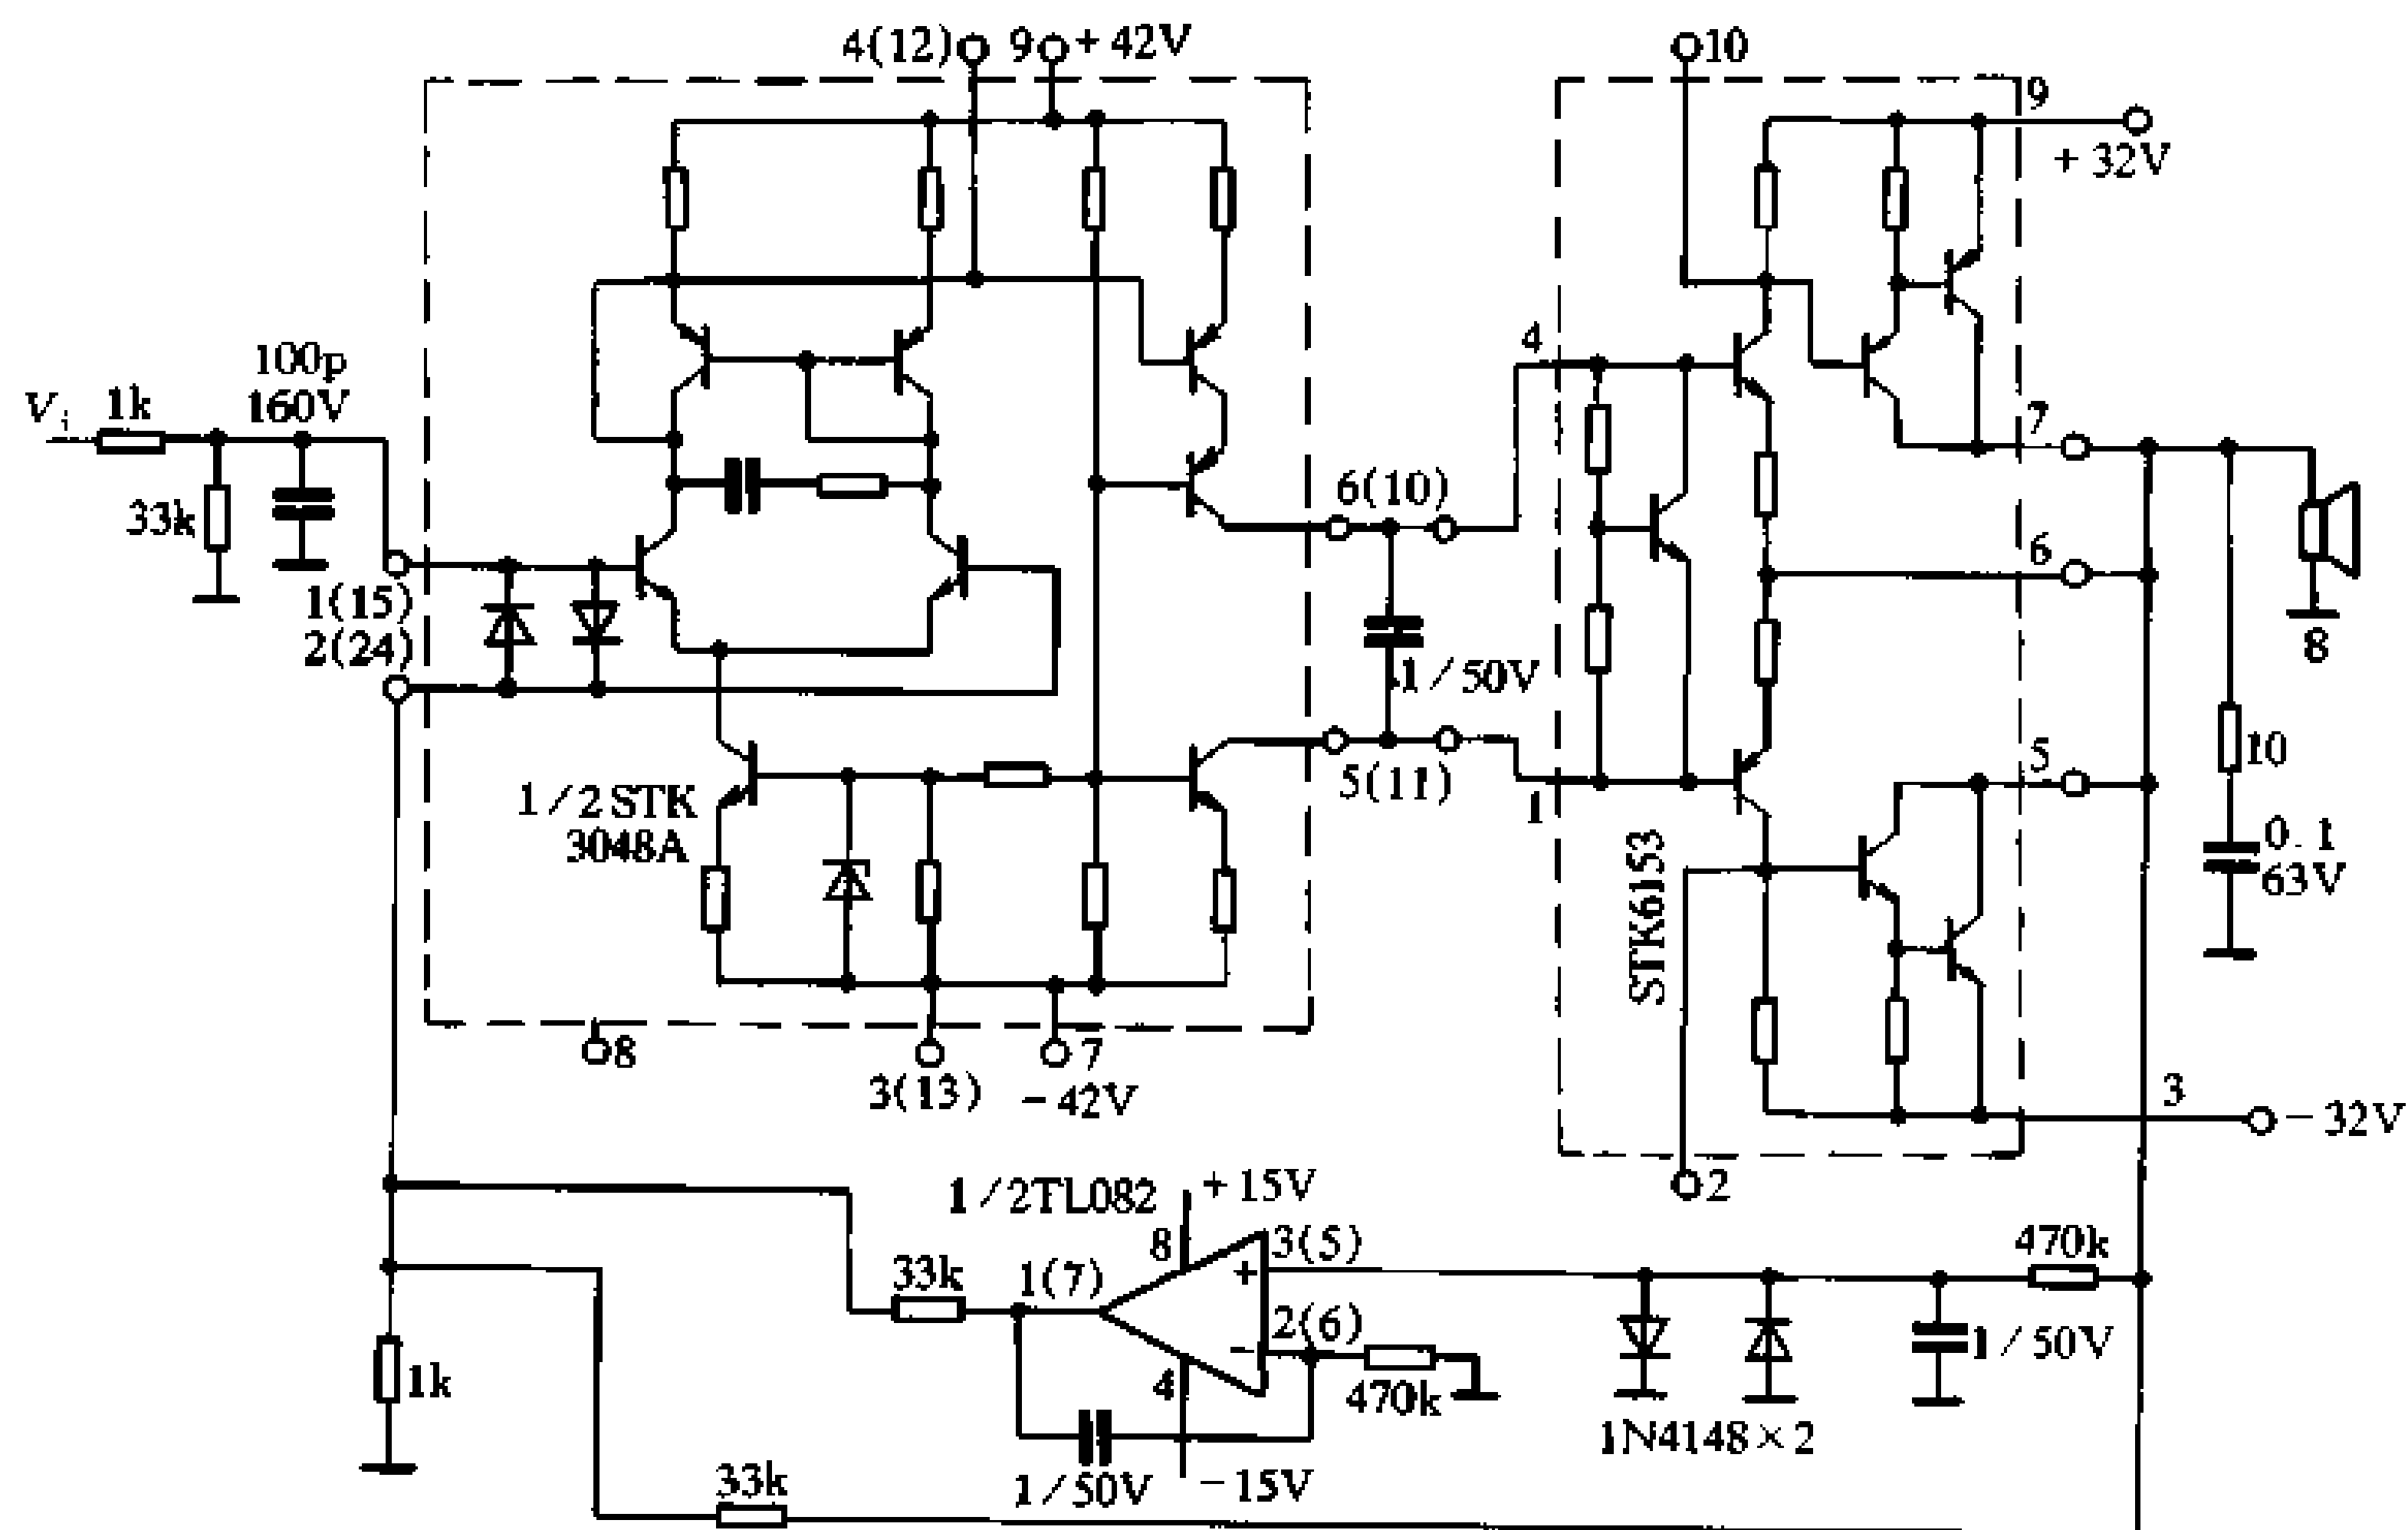 4(12)
9
+42V
10
9
+32V
100p
160V
Vi
1k
33k
1(15)
2(24)
4
7
6(10)
6
1/50V
8
5(11)
1
5
10
0.1
63V
1/2STK
3048A
STK6153
8
3(13)
7
-42V
3
-32V
2
1/2TL082
+15V
8
3(5)
470k
33k
1(7)
+
2(6)
-
1/50V
1k
4
470k
1N4148×2
33k
1/50V
-15V